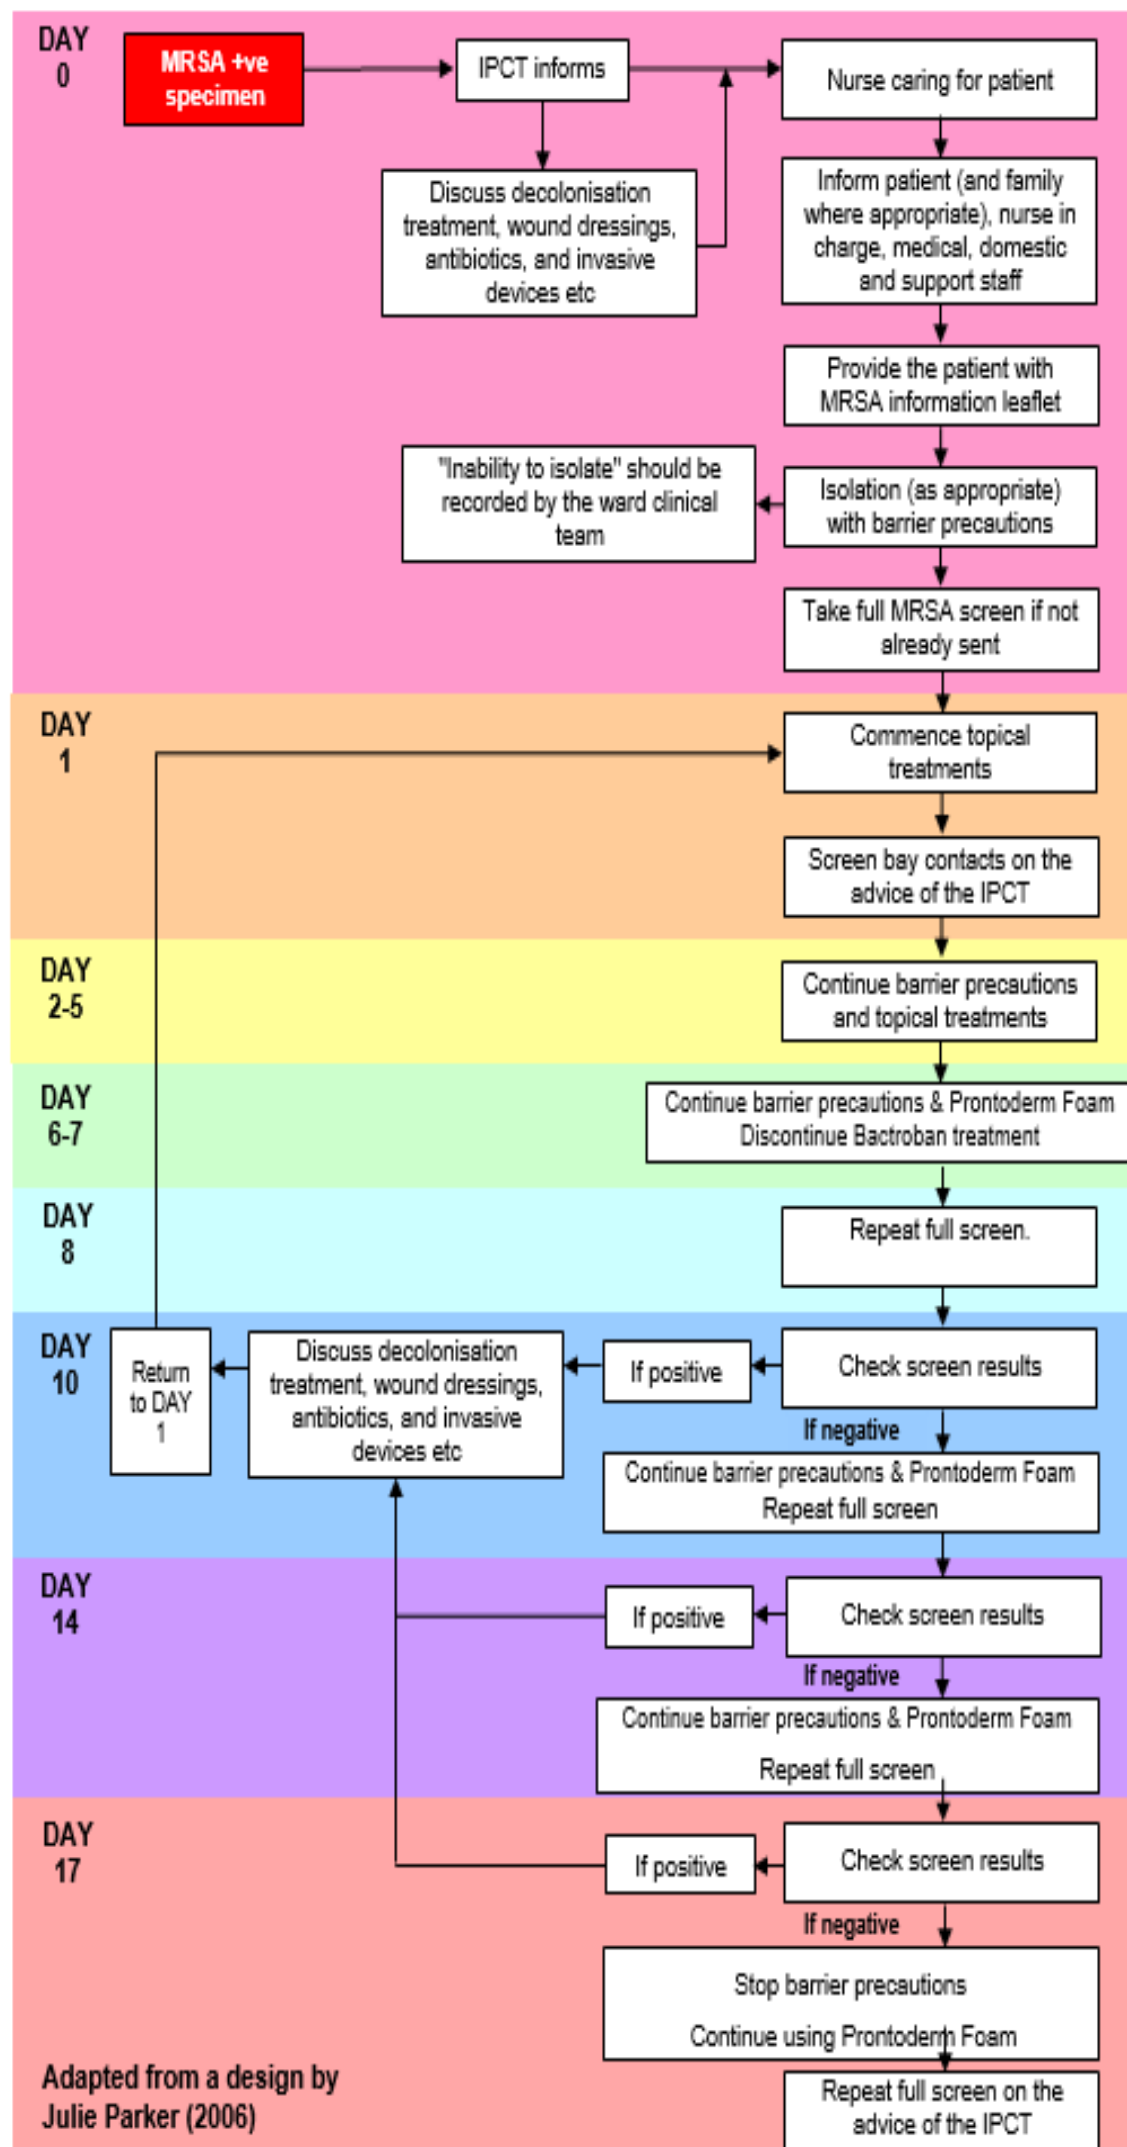 DAY
0
MRSA +ve
specimen
IPCT informs
Nurse caring for patient
Discuss decolonisation
treatment, wound dressings,
antibiotics, and invasive
devices etc
Inform patient (and family
where appropriate), nurse in
charge, medical, domestic
and support staff
Provide the patient with
MRSA information leaflet
"Inability to isolate" should be
recorded by the ward clinical
team
Isolation (as appropriate)
with barrier precautions
Take full MRSA screen if not
already sent
DAY
1
Commence topical
treatments
Screen bay contacts on the
advice of the IPCT
DAY
2-5
Continue barrier precautions
and topical treatments
DAY
6-7
Continue barrier precautions & Prontoderm Foam
Discontinue Bactroban treatment
DAY
8
Repeat full screen.
DAY
10
Return
to DAY
1
Discuss decolonisation
treatment, wound dressings,
antibiotics, and invasive
devices etc
If positive
Check screen results
If negative
Continue barrier precautions & Prontoderm Foam
Repeat full screen
DAY
14
If positive
Check screen results
If negative
Continue barrier precautions & Prontoderm Foam
Repeat full screen
DAY
17
If positive
Check screen results
If negative
Stop barrier precautions
Continue using Prontoderm Foam
Repeat full screen on the
advice of the IPCT
Adapted from a design by
Julie Parker (2006)